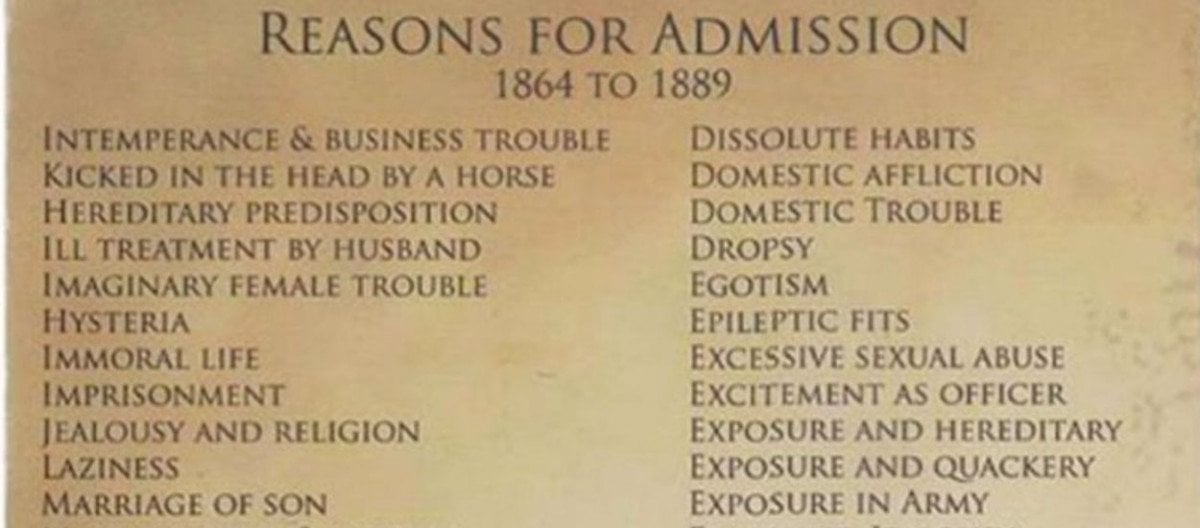 REASONS FOR ADMISSION
1864 TO 1889
INTEMPERANCE & BUSINESS TROUBLE
KICKED IN THE HEAD BY A HORSE
HEREDITARY PREDISPOSITION
ILL TREATMENT BY HUSBAND
IMAGINARY FEMALE TROUBLE
HYSTERIA
IMMORAL LIFE
IMPRISONMENT
JEALOUSY AND RELIGION
LAZINESS
MARRIAGE OF SON
DISSOLUTE HABITS
DOMESTIC AFFLICTION
DOMESTIC TROUBLE
DROPSY
EGOTISM
EPILEPTIC FITS
EXCESSIVE SEXUAL ABUSE
EXCITEMENT AS OFFICER
EXPOSURE AND HEREDITARY
EXPOSURE AND QUACKERY
EXPOSURE IN ARMY